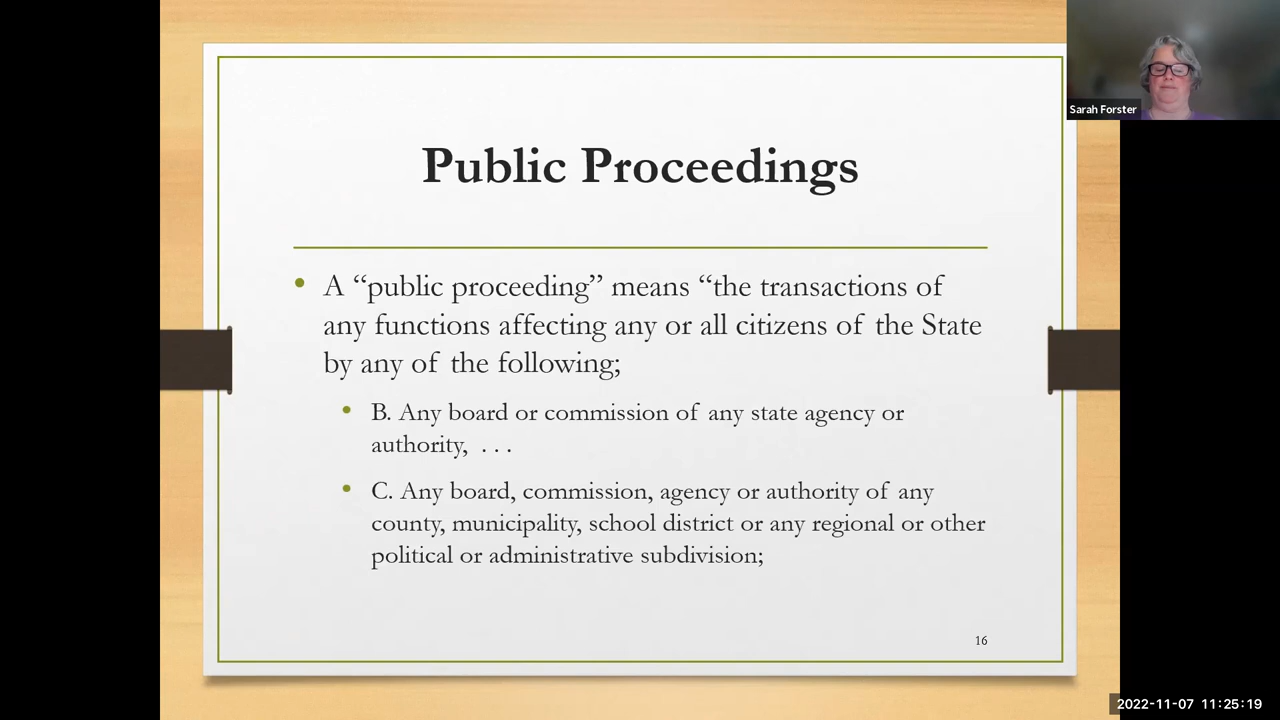 Public Proceedings
• A “public proceeding” means “the transactions of
any functions affecting any or all citizens of the State
by any of the following;
• B. Any board or commission of any state agency or
authority, . . .
• C. Any board, commission, agency or authority of any
county, municipality, school district or any regional or other
political or administrative subdivision;
16
Sarah Forster
2022-11-07 11:25:19